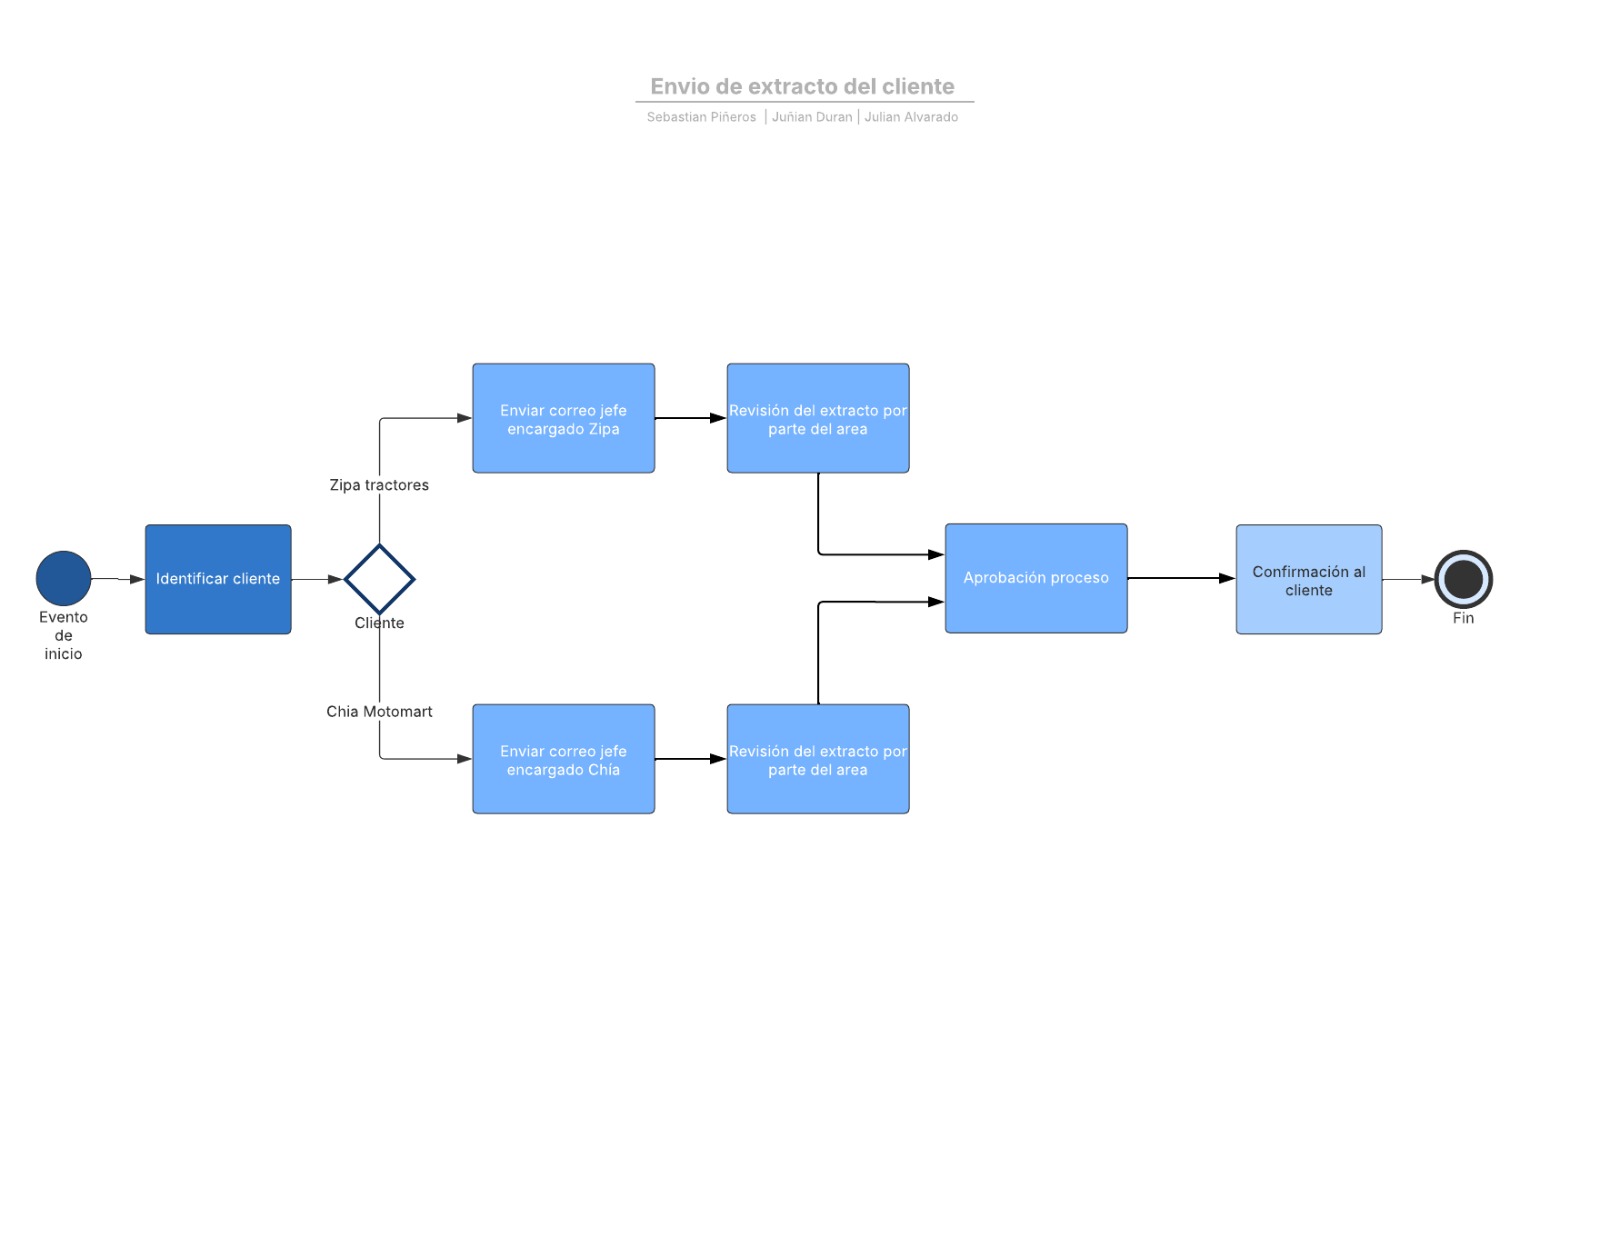 Envio de extracto del cliente
Sebastian Piñeros | Juñian Duran | Julian Alvarado
Enviar correo jefe
encargado Zipa
Revisión del extracto por
parte del area
Zipa tractores
Evento
de
inicio
Identificar cliente
Cliente
Aprobación proceso
Confirmación al
cliente
Fin
Chia Motomart
Enviar correo jefe
encargado Chía
Revisión del extracto por
parte del area